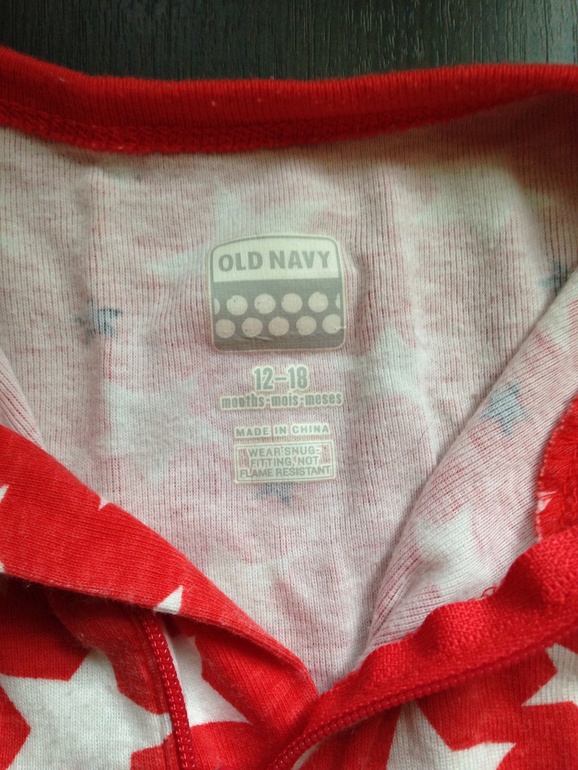 OLD NAVY
12-18
months-mois-meses
MADE IN CHINA
WEAR SNUG-
FITTING, NOT
FLAME RESISTANT